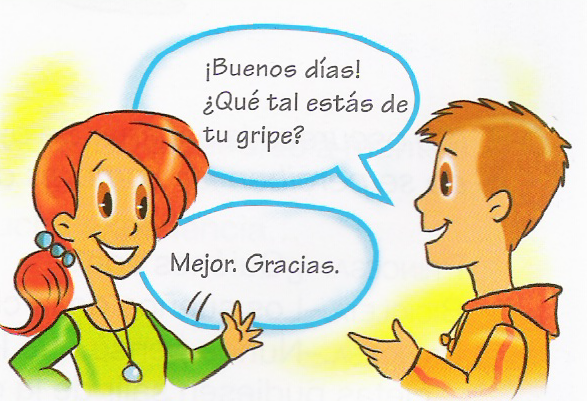 ¡Buenos días!
¿Qué tal estás de
tu gripe?
Mejor. Gracias.